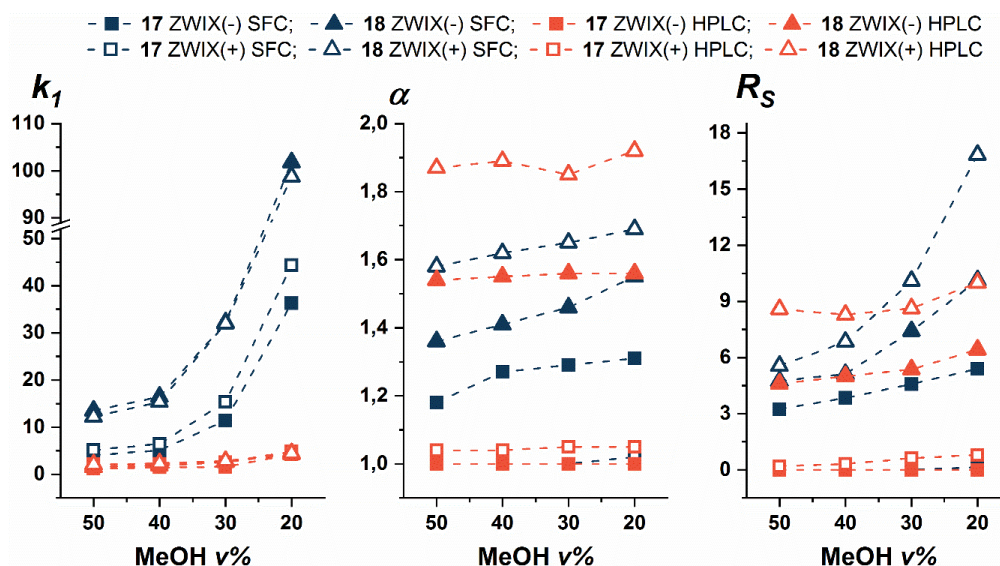 17 ZWIX(-) SFC; 18 ZWIX(-) SFC; 17 ZWIX(-) HPLC; 18 ZWIX(-) HPLC
17 ZWIX(+) SFC; 18 ZWIX(+) SFC; 17 ZWIX(+) HPLC; 18 ZWIX(+) HPLC
k1
110
100
90
50
40
30
20
10
0
50 40 30 20
MeOH v%
α
2,0
1,8
1,6
1,4
1,2
1,0
50 40 30 20
MeOH v%
RS
18
15
12
9
6
3
0
50 40 30 20
MeOH v%